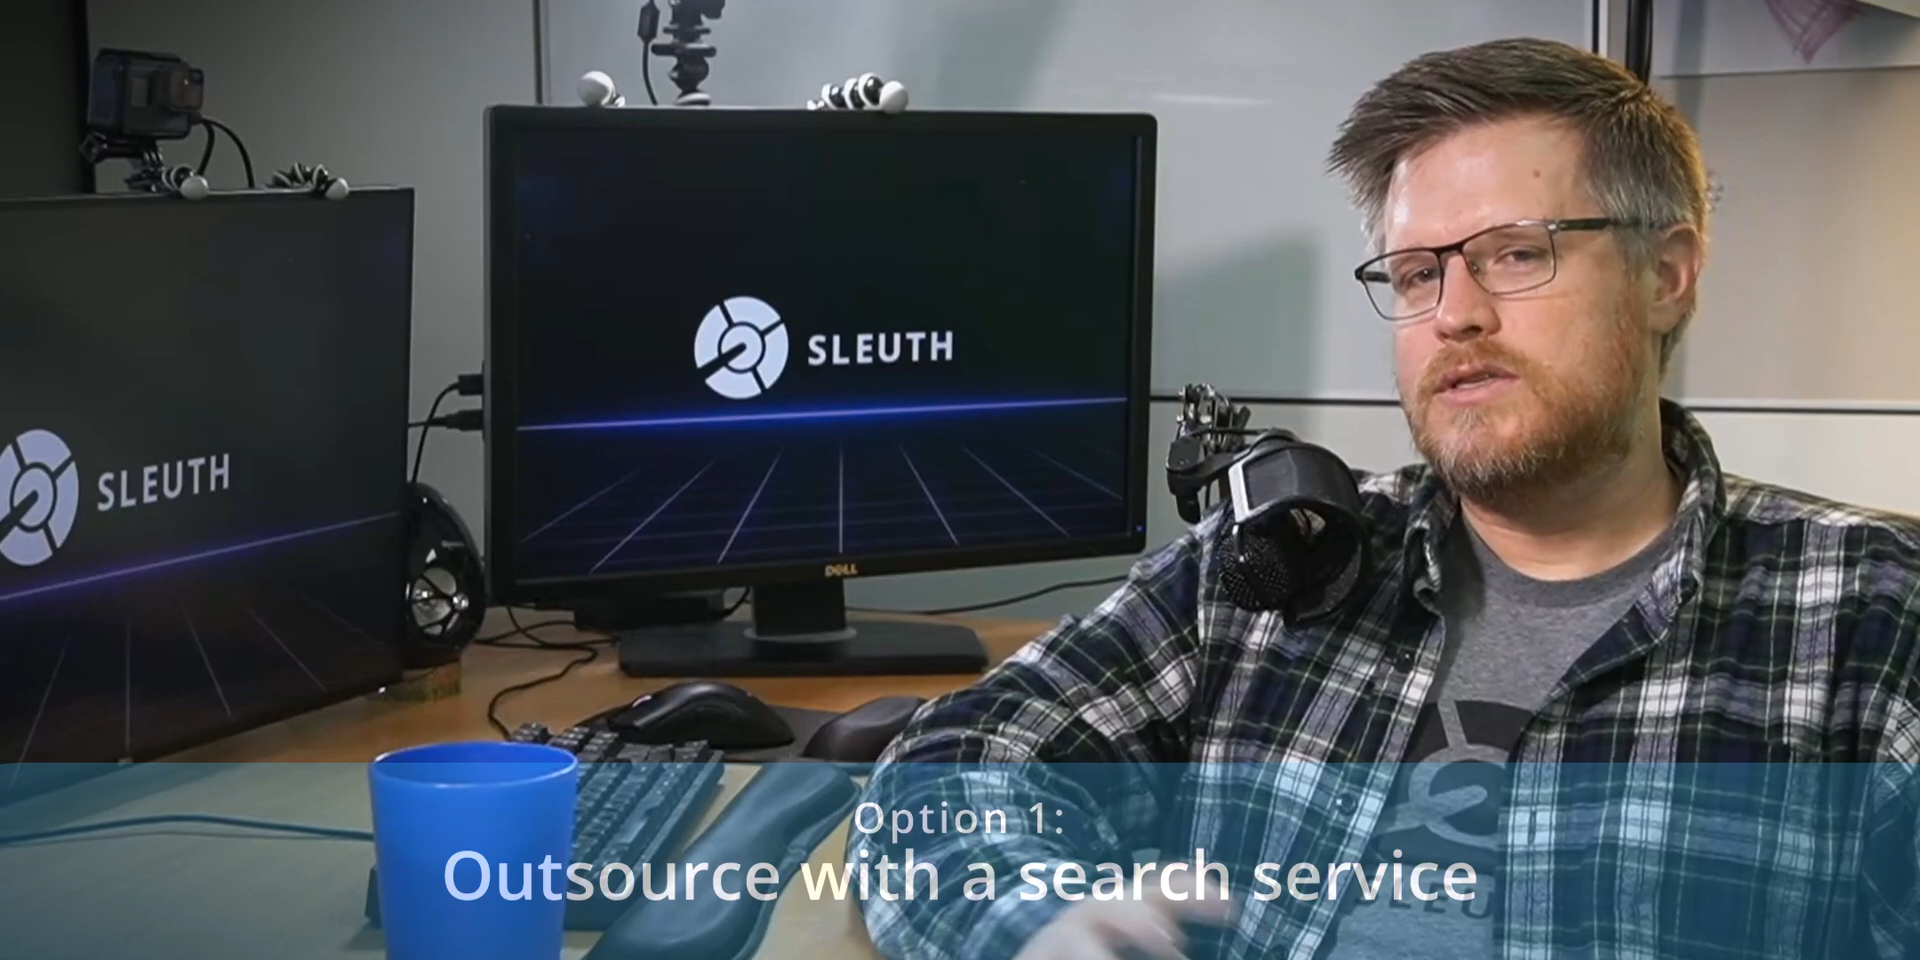 SLEUTH
SLEUTH
DELL
Option 1:
Outsource with a search service